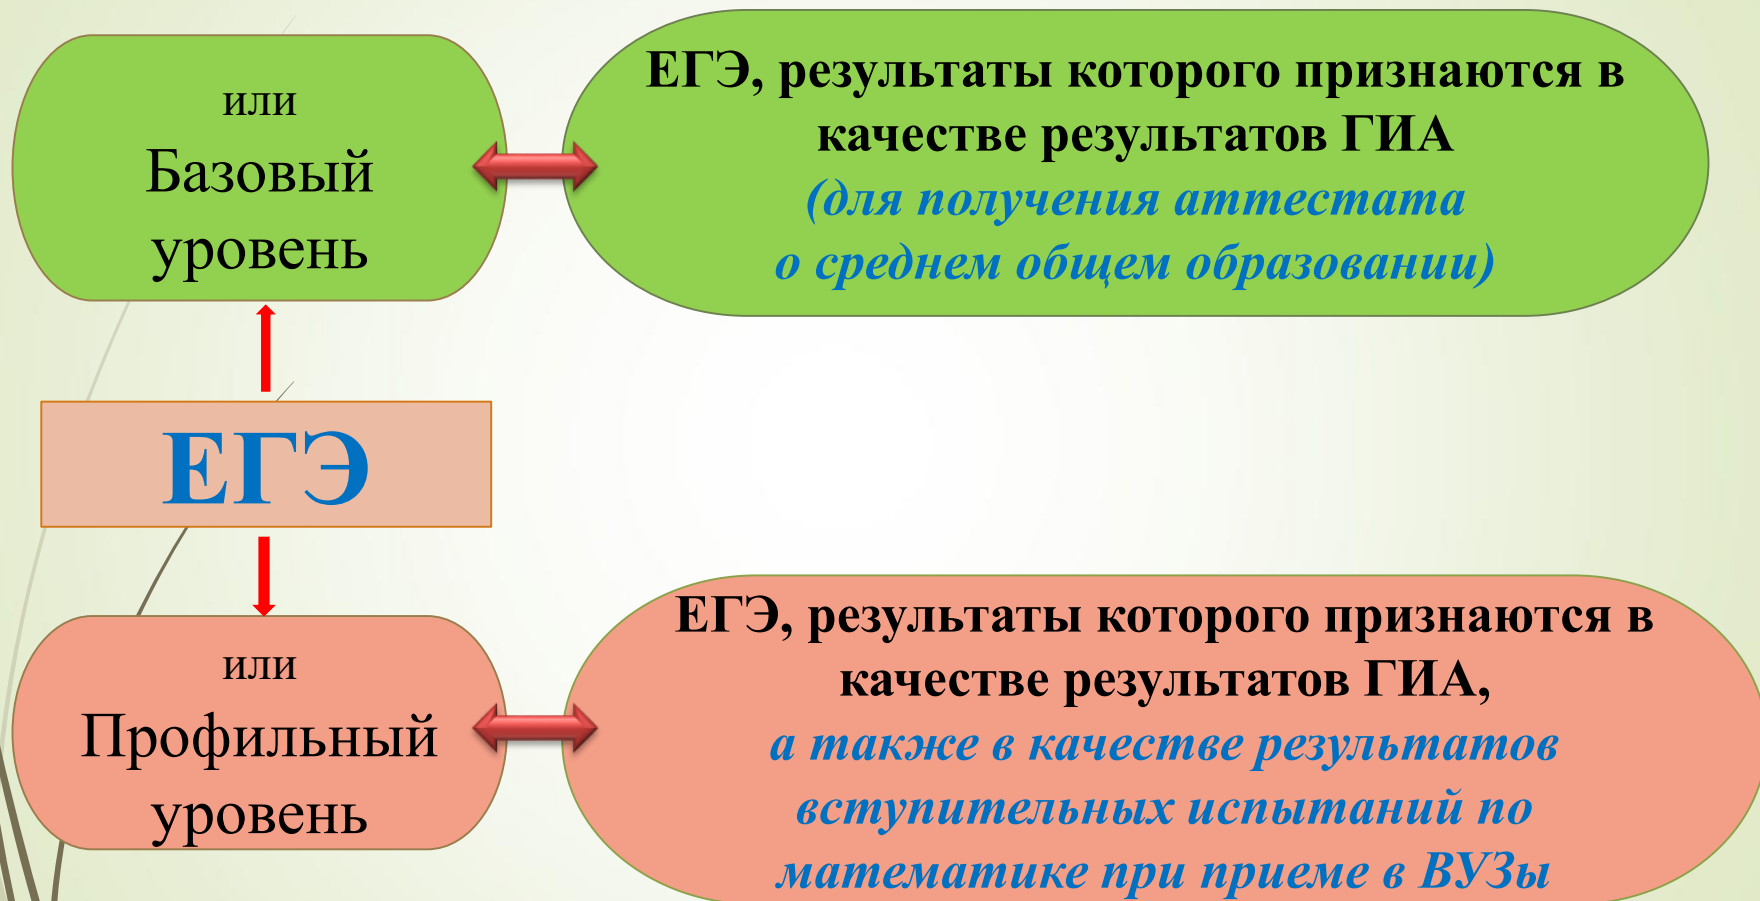 или
Базовый
уровень
ЕГЭ, результаты которого признаются в
качестве результатов ГИА
(для получения аттестата
о среднем общем образовании)
ЕГЭ
или
Профильный
уровень
ЕГЭ, результаты которого признаются в
качестве результатов ГИА,
а также в качестве результатов
вступительных испытаний по
математике при приеме в ВУЗы